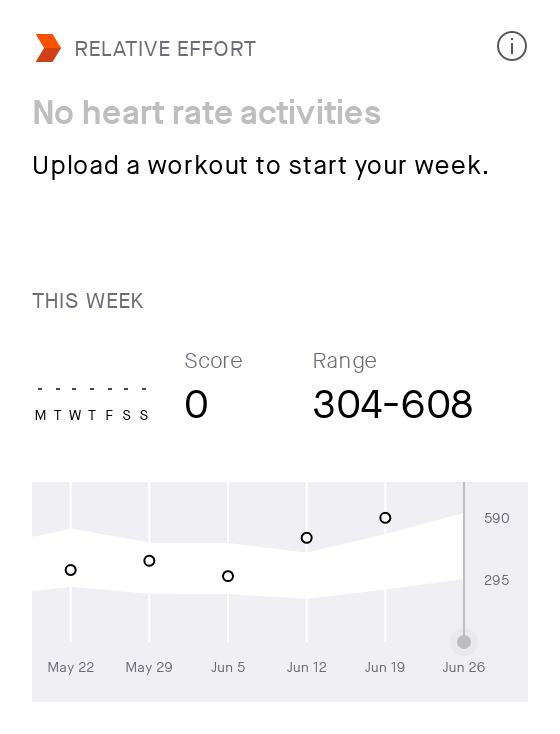 RELATIVE EFFORT
No heart rate activities
Upload a workout to start your week.
THIS WEEK
Score
Range
- - - - - - -
0
304-608
M T W T F S S
590
295
May 22
May 29
Jun 5
Jun 12
Jun 19
Jun 26